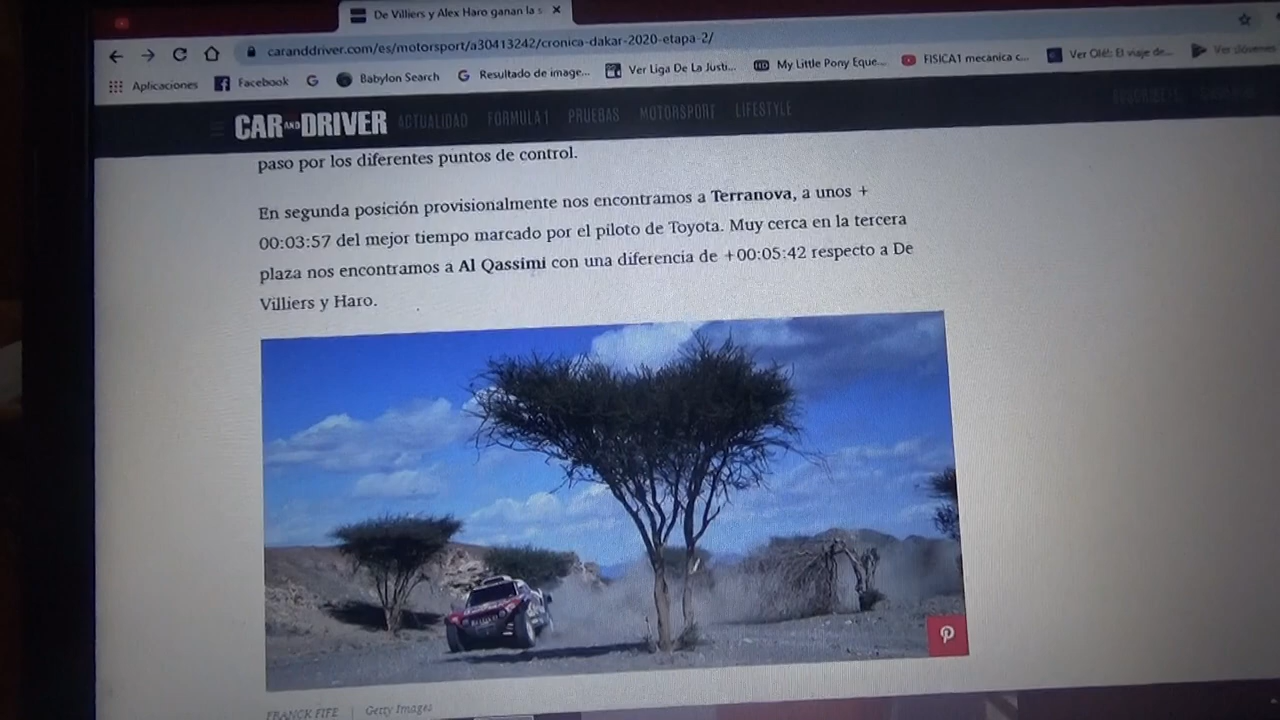 De Villiers y Alex Haro ganan la s
caranddriver.com/es/motorsport/a30413242/cronica-dakar-2020-etapa-2/
Aplicaciones Facebook Babylon Search Resultado de image... Ver Liga De La Justi... My Little Pony Eque... FISICA1 mecanica c... Ver Olé!: El viaje de... Ver clóvenes
CAR AND DRIVER ACTUALIDAD FÓRMULA 1 PRUEBAS MOTORSPORT LIFESTYLE
paso por los diferentes puntos de control.
En segunda posición provisionalmente nos encontramos a Terranova, a unos +
00:03:57 del mejor tiempo marcado por el piloto de Toyota. Muy cerca en la tercera
plaza nos encontramos a Al Qassimi con una diferencia de +00:05:42 respecto a De
Villiers y Haro.
FRANCK FIFE | Getty Images